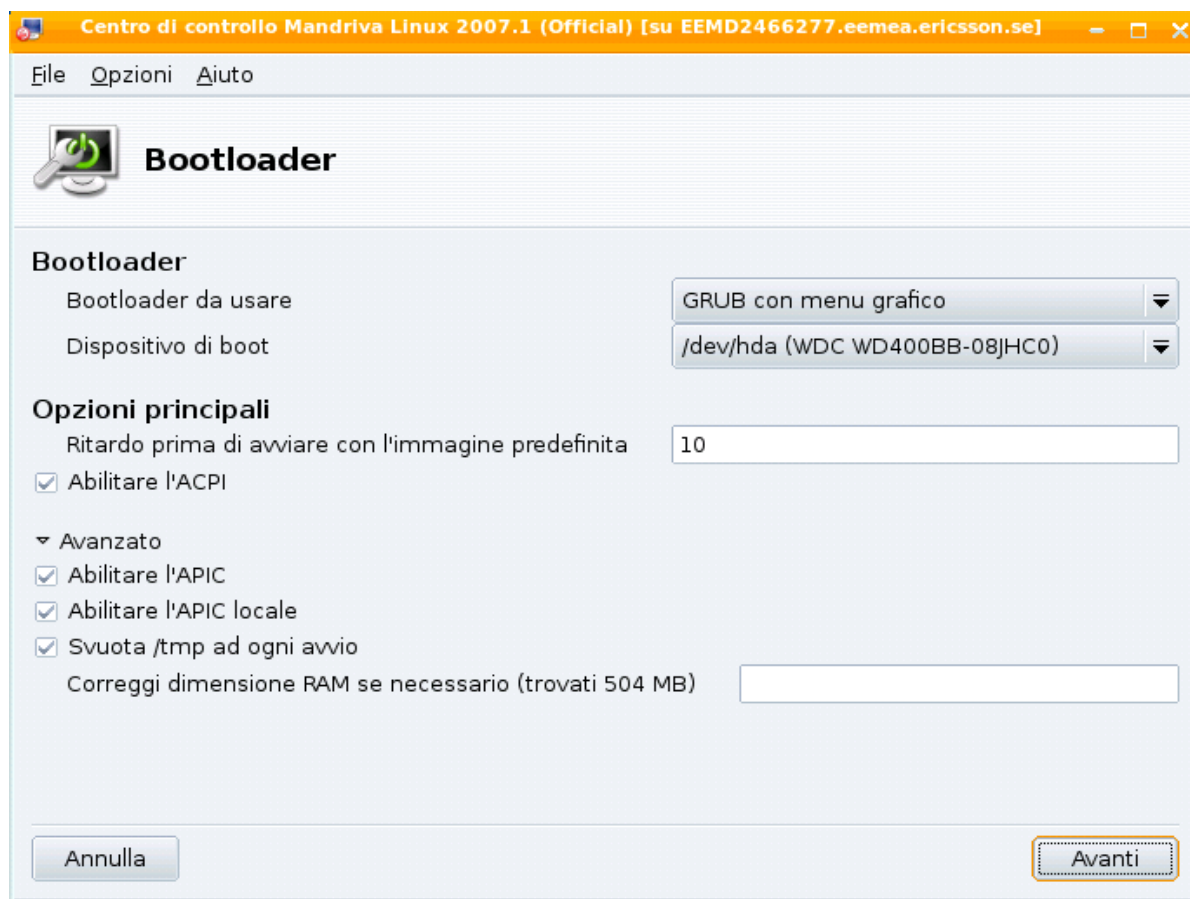 Centro di controllo Mandriva Linux 2007.1 (Official) [su EEMD2466277.eemea.ericsson.se]
File Opzioni Aiuto
Bootloader
Bootloader
Bootloader da usare GRUB con menu grafico
Dispositivo di boot /dev/hda (WDC WD400BB-08JHC0)
Opzioni principali
Ritardo prima di avviare con l'immagine predefinita 10
Abilitare l'ACPI
Avanzato
Abilitare l'APIC
Abilitare l'APIC locale
Svuota /tmp ad ogni avvio
Correggi dimensione RAM se necessario (trovati 504 MB)
Annulla Avanti